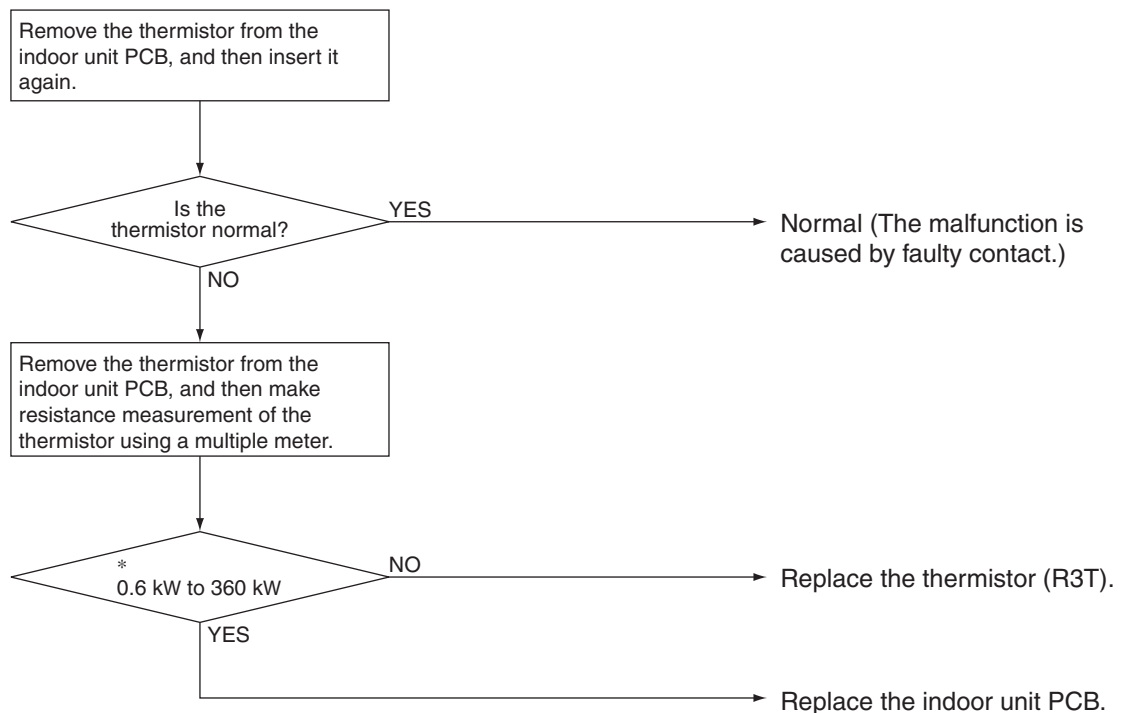 Remove the thermistor from the
indoor unit PCB, and then insert it
again.
Is the
thermistor normal?
YES
Normal (The malfunction is
caused by faulty contact.)
NO
Remove the thermistor from the
indoor unit PCB, and then make
resistance measurement of the
thermistor using a multiple meter.
*
0.6 kW to 360 kW
NO
Replace the thermistor (R3T).
YES
Replace the indoor unit PCB.